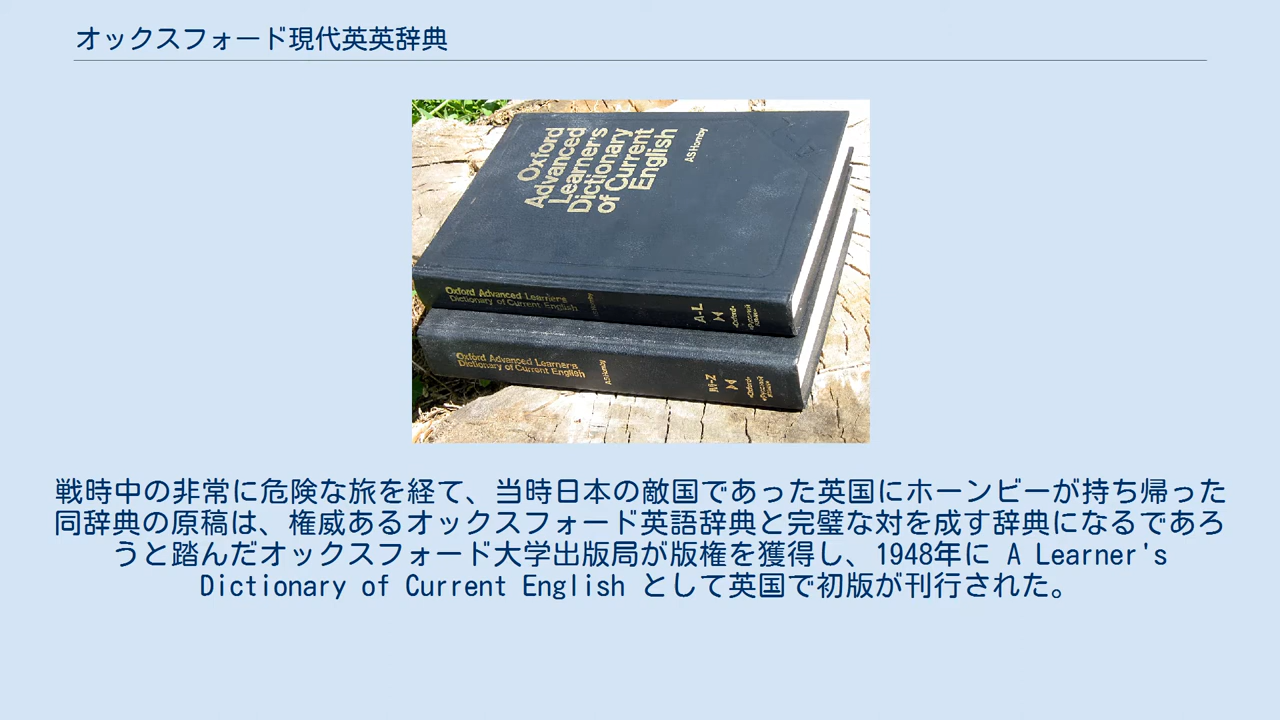 オックスフォード現代英英辞典
Oxford
Advanced
Learner's
Dictionary
of Current
English
AS Hornby
Oxford Advanced Learner's
Dictionary of Current English
A-L
Oxford Advanced Learner's
Dictionary of Current English
AS Hornby
M-Z
戦時中の非常に危険な旅を経て、当時日本の敵国であった英国にホーンビーが持ち帰った
同辞典の原稿は、権威あるオックスフォード英語辞典と完璧な対を成す辞典になるであろ
うと踏んだオックスフォード大学出版局が版権を獲得し、1948年に A Learner's
Dictionary of Current English として英国で初版が刊行された。